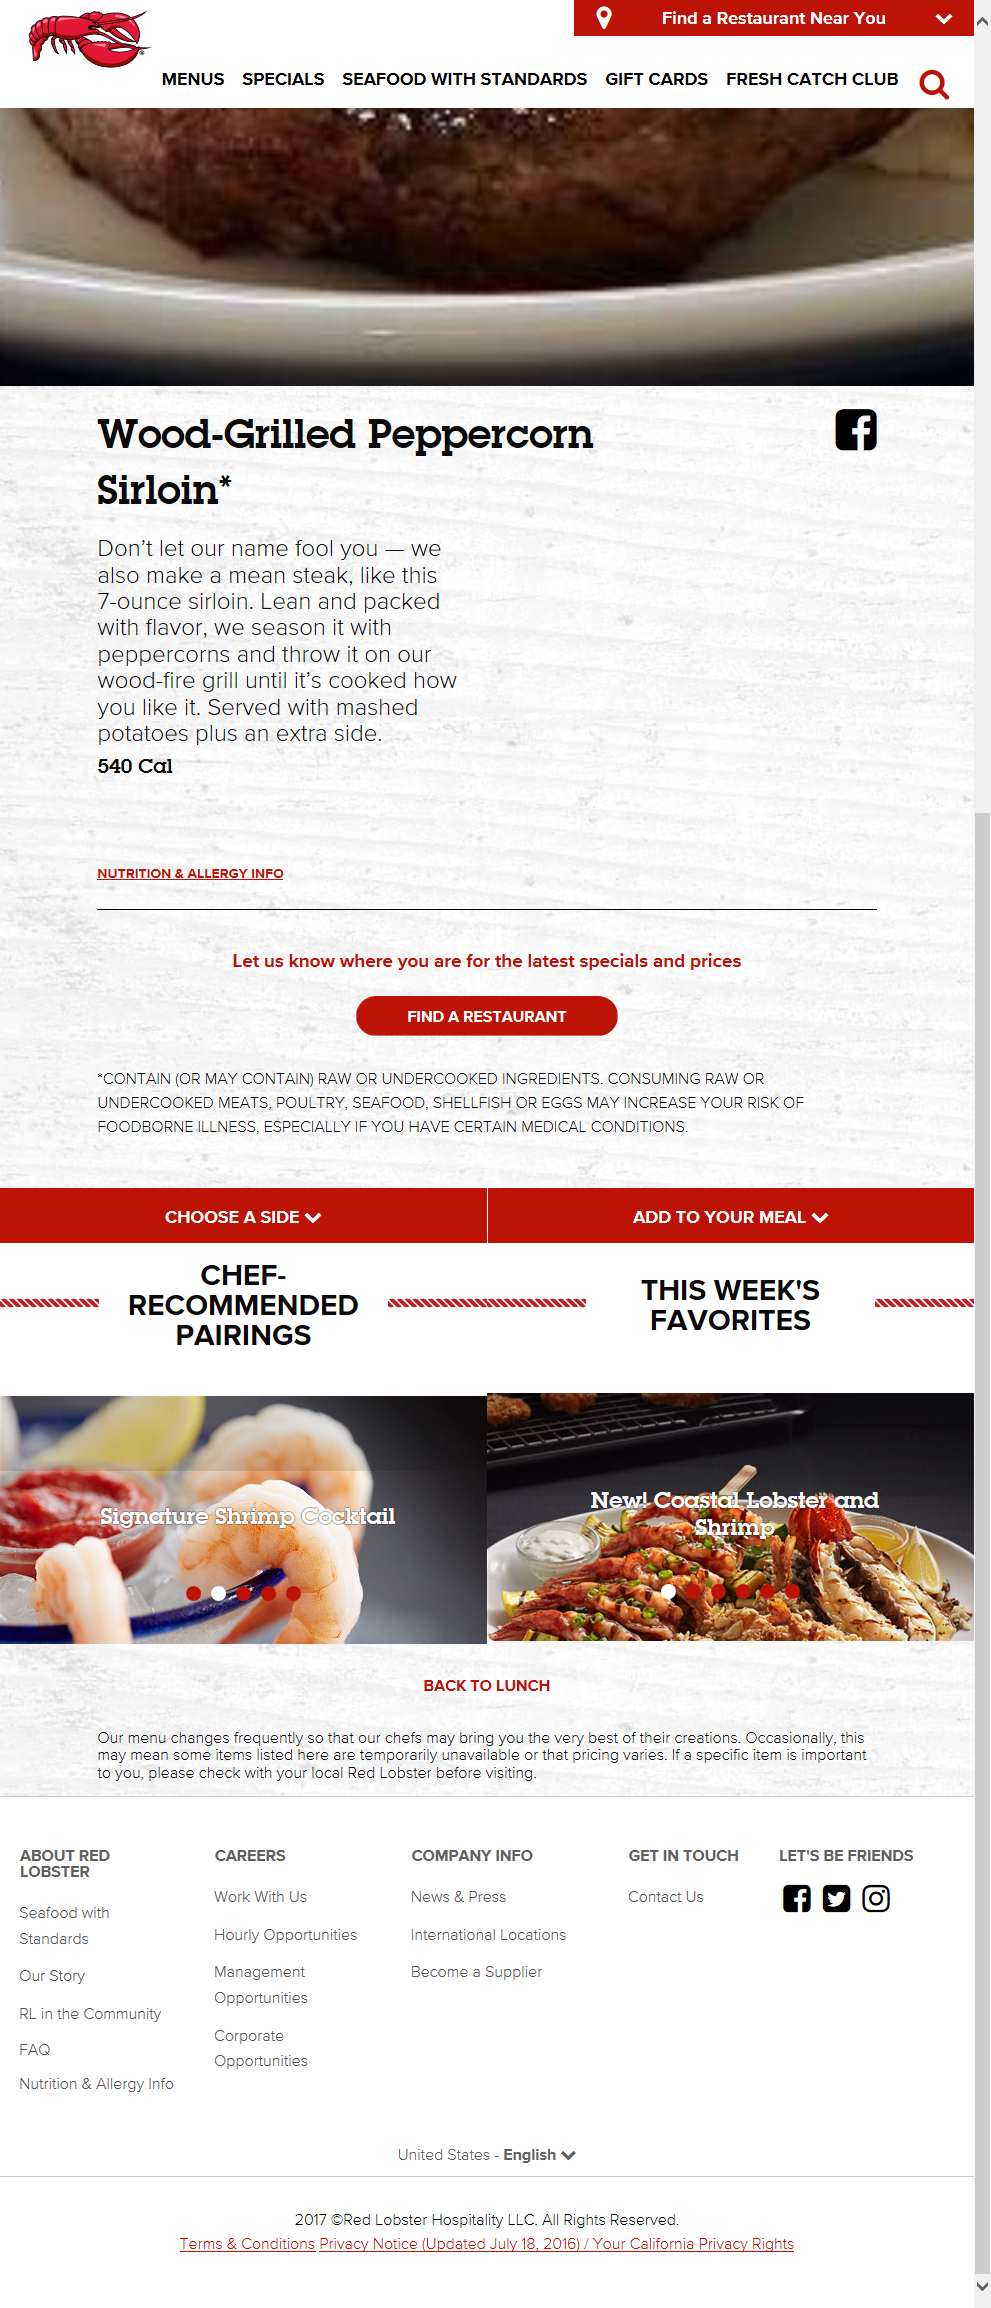 Find a Restaurant Near You
MENUS SPECIALS SEAFOOD WITH STANDARDS GIFT CARDS FRESH CATCH CLUB
Wood-Grilled Peppercorn
Sirloin*
Don't let our name fool you — we
also make a mean steak, like this
7-ounce sirloin. Lean and packed
with flavor, we season it with
peppercorns and throw it on our
wood-fire grill until it's cooked how
you like it. Served with mashed
potatoes plus an extra side.
540 Cal
NUTRITION & ALLERGY INFO
Let us know where you are for the latest specials and prices
FIND A RESTAURANT
*CONTAIN (OR MAY CONTAIN) RAW OR UNDERCOOKED INGREDIENTS. CONSUMING RAW OR
UNDERCOOKED MEATS, POULTRY, SEAFOOD, SHELLFISH OR EGGS MAY INCREASE YOUR RISK OF
FOODBORNE ILLNESS, ESPECIALLY IF YOU HAVE CERTAIN MEDICAL CONDITIONS.
CHOOSE A SIDE
ADD TO YOUR MEAL
CHEF-
RECOMMENDED
PAIRINGS
THIS WEEK'S
FAVORITES
Signature Shrimp Cocktail
New! Coastal Lobster and
Shrimp
BACK TO LUNCH
Our menu changes frequently so that our chefs may bring you the very best of their creations. Occasionally, this
may mean some items listed here are temporarily unavailable or that pricing varies. If a specific item is important
to you, please check with your local Red Lobster before visiting.
ABOUT RED
LOBSTER
Seafood with
Standards
Our Story
RL in the Community
FAQ
Nutrition & Allergy Info
CAREERS
Work With Us
Hourly Opportunities
Management
Opportunities
Corporate
Opportunities
COMPANY INFO
News & Press
International Locations
Become a Supplier
GET IN TOUCH
Contact Us
LET'S BE FRIENDS
United States - English
2017 ©Red Lobster Hospitality LLC. All Rights Reserved.
Terms & Conditions Privacy Notice (Updated July 18, 2016) / Your California Privacy Rights